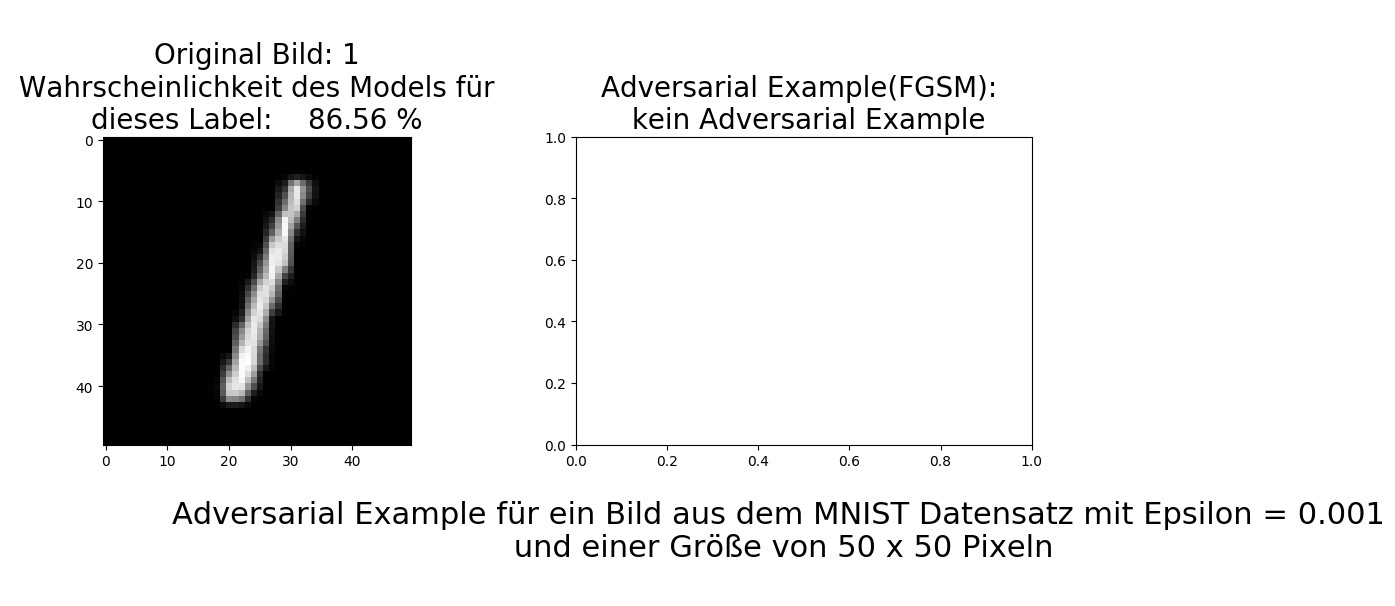 Original Bild: 1
Wahrscheinlichkeit des Models für
dieses Label:    86.56 %
0
10
20
30
40
0 10 20 30 40
Adversarial Example(FGSM):
kein Adversarial Example
1.0
0.8
0.6
0.4
0.2
0.0
0.0 0.2 0.4 0.6 0.8 1.0
Adversarial Example für ein Bild aus dem MNIST Datensatz mit Epsilon = 0.001
und einer Größe von 50 x 50 Pixeln